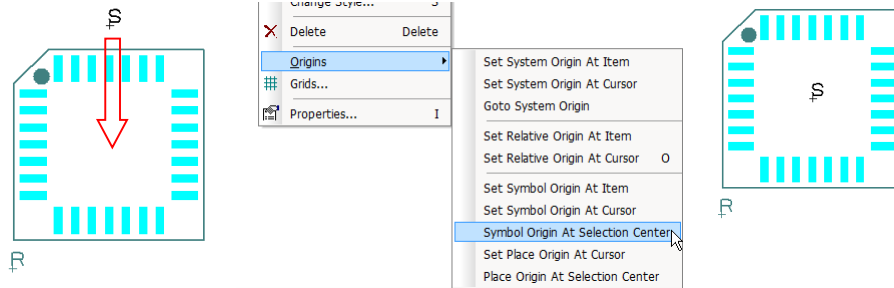 S
R
Change Style... S
Delete Delete
Origins
Grids...
Properties... I
Set System Origin At Item
Set System Origin At Cursor
Goto System Origin
Set Relative Origin At Item
Set Relative Origin At Cursor O
Set Symbol Origin At Item
Set Symbol Origin At Cursor
Symbol Origin At Selection Center
Set Place Origin At Cursor
Place Origin At Selection Center
S
R